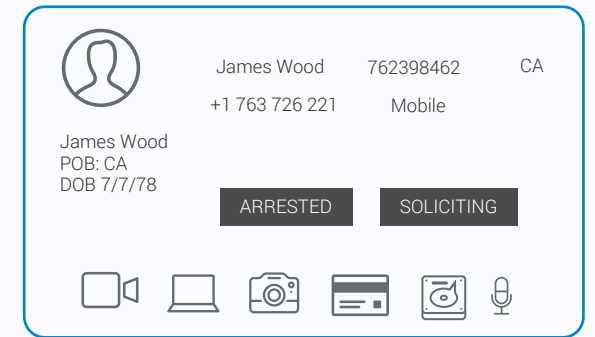 James Wood 762398462 CA
+1 763 726 221 Mobile
James Wood
POB: CA
DOB 7/7/78
ARRESTED SOLICITING